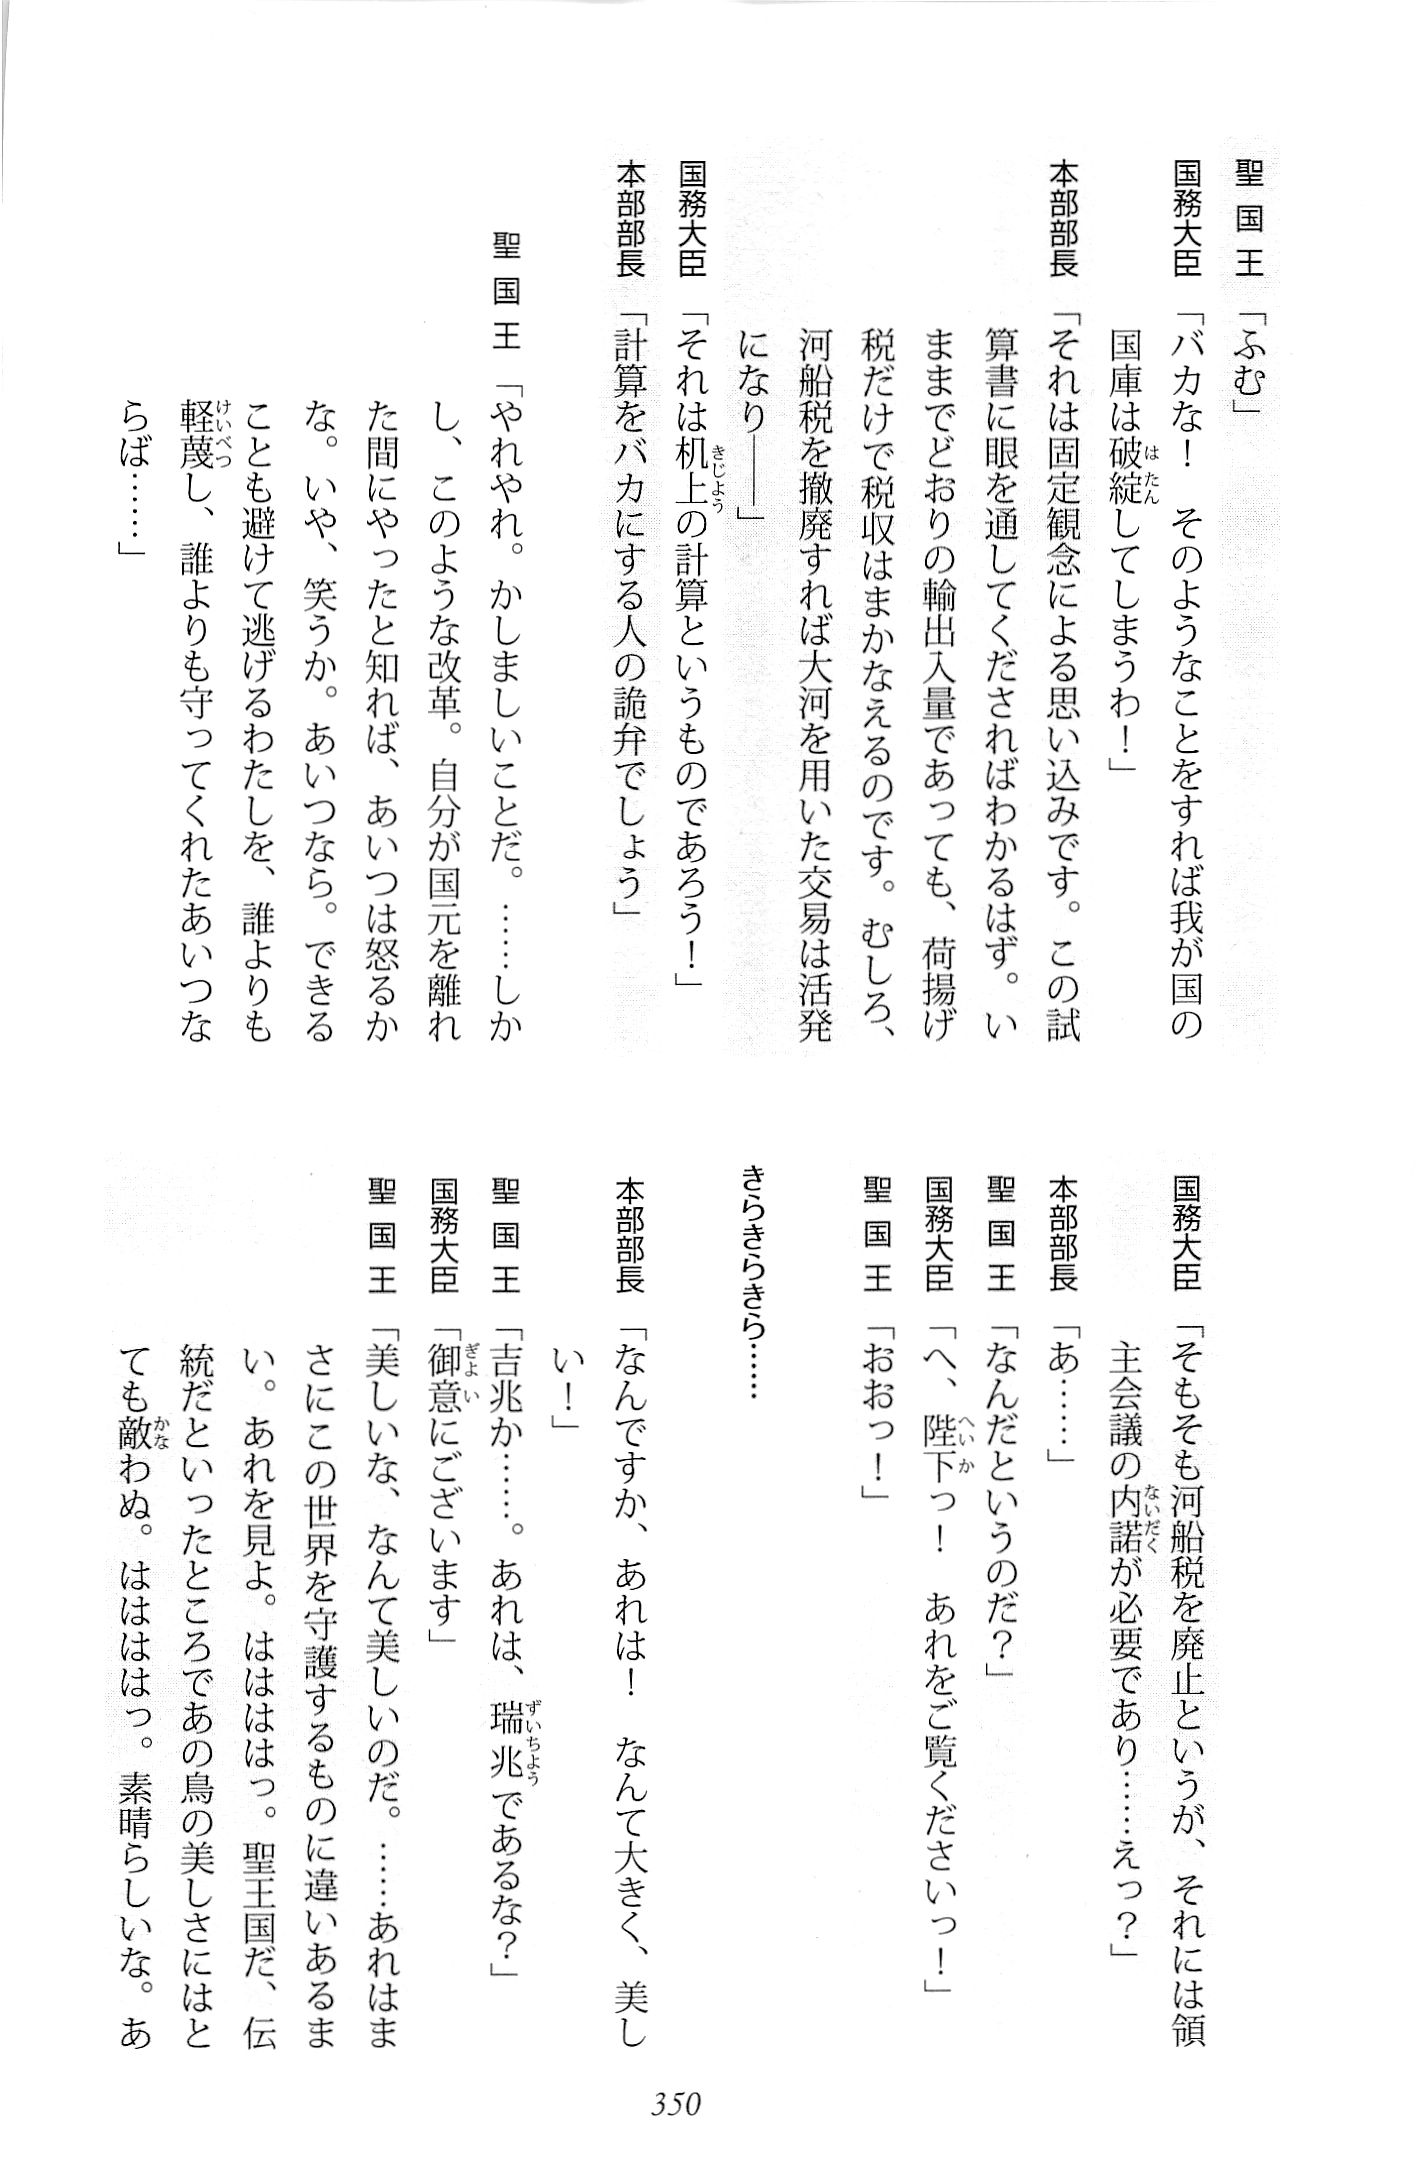 聖国王「ふむ」
国務大臣「バカな！　そのようなことをすれば我が国の
国庫は破綻してしまうわ！」
本部部長「それは固定観念による思い込みです。この試
算書に眼を通してくださればわかるはず。い
ままでどおりの輸出入量であっても、荷揚げ
税だけで税収はまかなえるのです。むしろ、
河船税を撤廃すれば大河を用いた交易は活発
になり――」
国務大臣「それは机上の計算というものであろう！」
本部部長「計算をバカにする人の詭弁でしょう」
聖国王「やれやれ。かしましいことだ。……しか
し、このような改革。自分が国元を離れ
た間にやったと知れば、あいつは怒るか
な。いや、笑うか。あいつなら。できる
ことも避けて逃げるわたしを、誰よりも
軽蔑し、誰よりも守ってくれたあいつな
らば……」
国務大臣「そもそも河船税を廃止というが、それには領
主会議の内諾が必要であり……えっ？」
本部部長「あ……」
聖国王「なんだというのだ？」
国務大臣「へ、陛下っ！　あれをご覧くださいっ！」
聖国王「おおっ！」
きらきらきら……
本部部長「なんですか、あれは！　なんて大きく、美し
い！」
聖国王「吉兆か……。あれは、瑞兆であるな？」
国務大臣「御意にございます」
聖国王「美しいな、なんて美しいのだ。……あれはま
さにこの世界を守護するものに違いあるま
い。あれを見よ。はははっ。聖王国だ、伝
統だといったところであの鳥の美しさにはと
ても敵わぬ。はははっ。素晴らしいな。あ
350